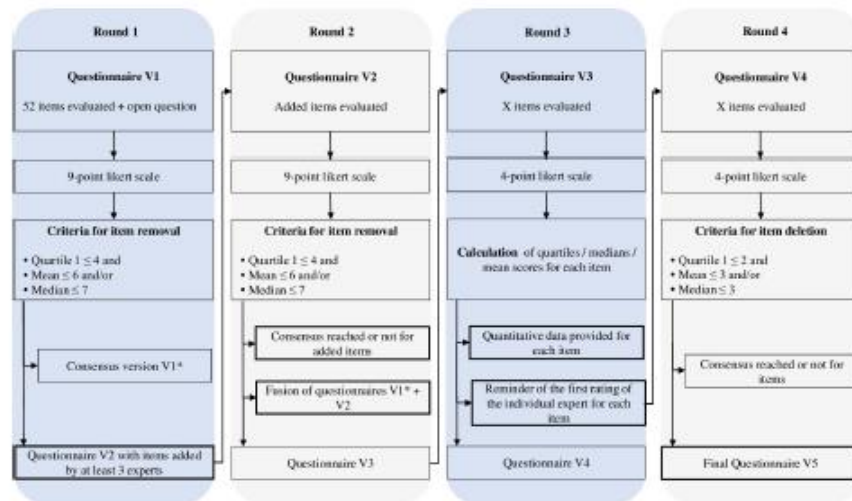 Round 1
Questionnaire V1
52 items evaluated + open question
9-point likert scale
Criteria for item removal
• Quartile 1 ≤ 4 and
• Mean ≤ 6 and/or
• Median ≤ 7
Consensus version V1*
Questionnaire V2 with items added
by at least 3 experts
Round 2
Questionnaire V2
Added items evaluated
9-point likert scale
Criteria for item removal
• Quartile 1 ≤ 4 and
• Mean ≤ 6 and/or
• Median ≤ 7
Consensus reached or not for
added items
Fusion of questionnaires V1* +
V2
Questionnaire V3
Round 3
Questionnaire V3
X items evaluated
4-point likert scale
Calculation of quartiles / medians /
mean scores for each item
Quantitative data provided for
each item
Reminder of the first rating of
the individual expert for each
item
Questionnaire V4
Round 4
Questionnaire V4
X items evaluated
4-point likert scale
Criteria for item deletion
• Quartile 1 ≤ 2 and
• Mean ≤ 3 and/or
• Median ≤ 3
Consensus reached or not for
items
Final Questionnaire V5